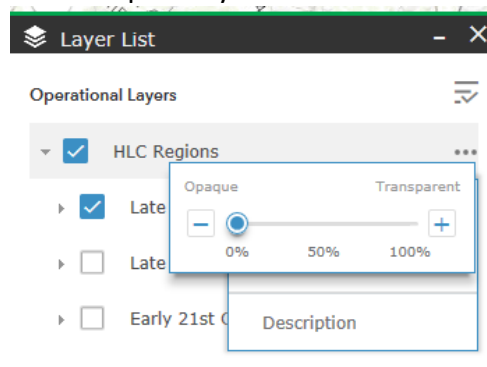 Layer List
Operational Layers
HLC Regions
Opaque Transparent
Late
0% 50% 100%
Late
Early 21st
Description